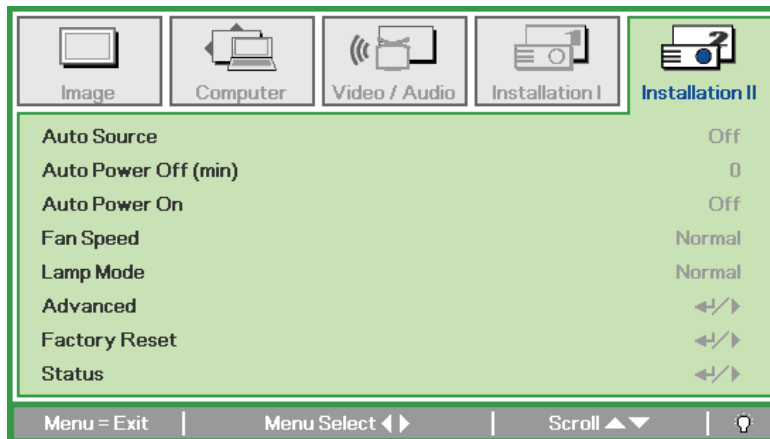 Image
Computer
Video / Audio
Installation I
2
Installation II
Auto Source Off
Auto Power Off (min) 0
Auto Power On Off
Fan Speed Normal
Lamp Mode Normal
Advanced ↵/▶
Factory Reset ↵/▶
Status ↵/▶
Menu = Exit | Menu Select ◀▶ | Scroll ▲▼ |